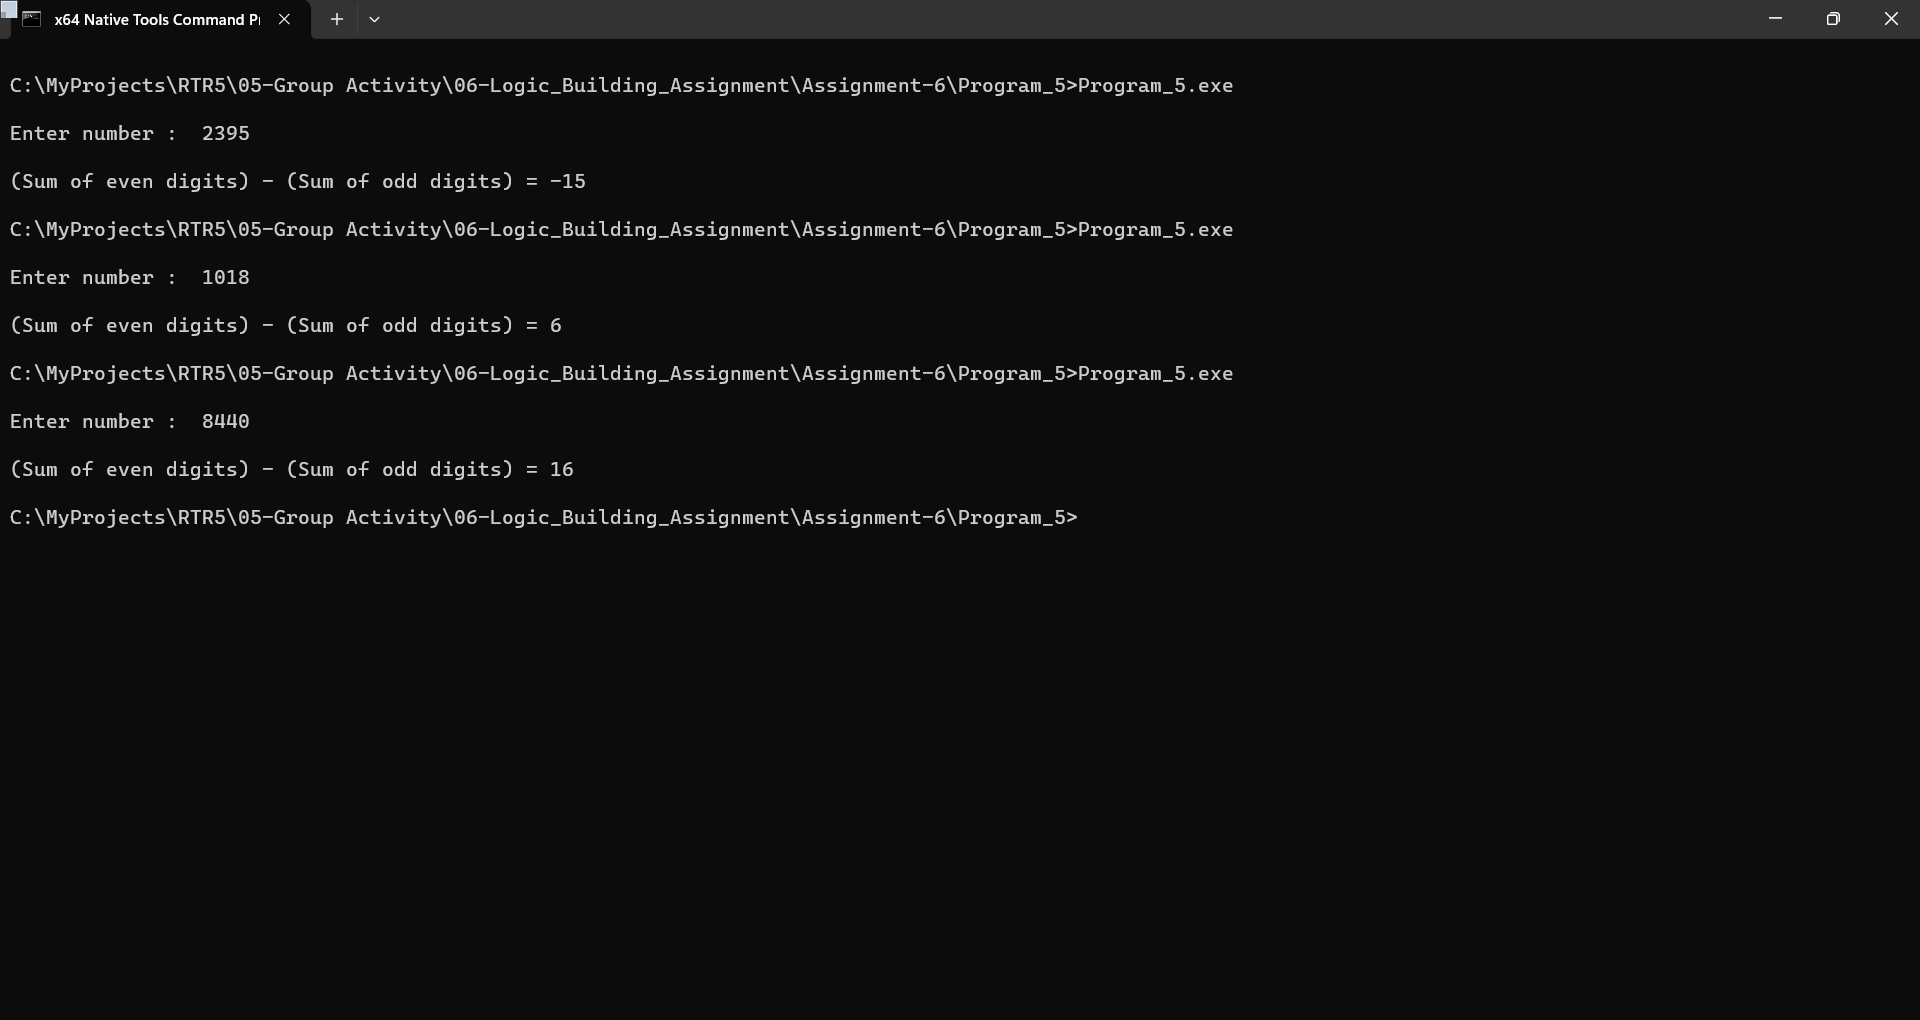 x64 Native Tools Command Pr
C:\MyProjects\RTR5\05-Group Activity\06-Logic_Building_Assignment\Assignment-6\Program_5>Program_5.exe
Enter number :  2395
(Sum of even digits) - (Sum of odd digits) = -15
C:\MyProjects\RTR5\05-Group Activity\06-Logic_Building_Assignment\Assignment-6\Program_5>Program_5.exe
Enter number :  1018
(Sum of even digits) - (Sum of odd digits) = 6
C:\MyProjects\RTR5\05-Group Activity\06-Logic_Building_Assignment\Assignment-6\Program_5>Program_5.exe
Enter number :  8440
(Sum of even digits) - (Sum of odd digits) = 16
C:\MyProjects\RTR5\05-Group Activity\06-Logic_Building_Assignment\Assignment-6\Program_5>